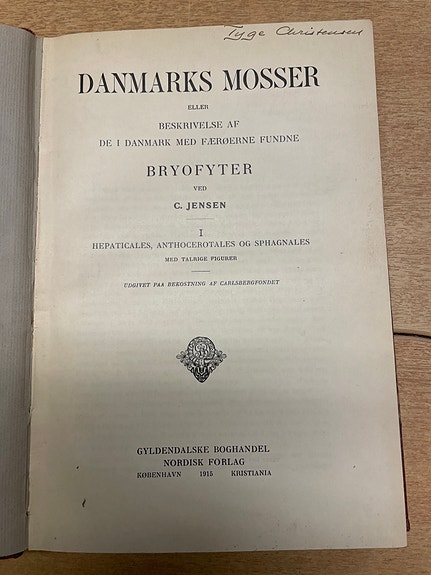 Tyge Christensen
DANMARKS MOSSER
ELLER
BESKRIVELSE AF
DE I DANMARK MED FÆRØERNE FUNDNE
BRYOFYTER
VED
C. JENSEN
I
HEPATICALES, ANTHOCEROTALES OG SPHAGNALES
MED TALRIGE FIGURER
UDGIVET PAA BEKOSTNING AF CARLSBERGFONDET
GYLDENDALSKE BOGHANDEL
NORDISK FORLAG
KØBENHAVN 1915 KRISTIANIA